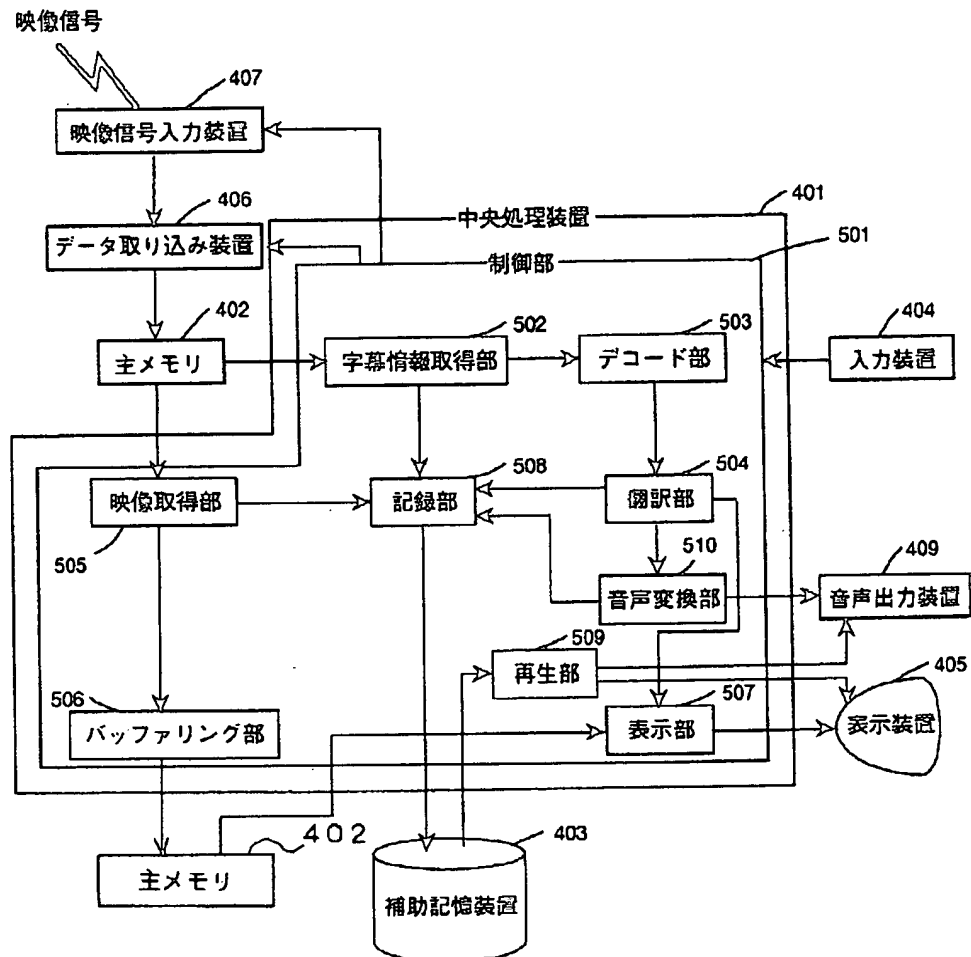 映像信号
407
映像信号入力装置
406
401
中央処理装置
データ取り込み装置
501
制御部
402
502
503
404
主メモリ
字幕情報取得部
デコード部
入力装置
508
504
映像取得部
記録部
翻訳部
505
510
409
音声変換部
音声出力装置
509
再生部
405
506
507
バッファリング部
表示部
表示装置
402
403
主メモリ
補助記憶装置